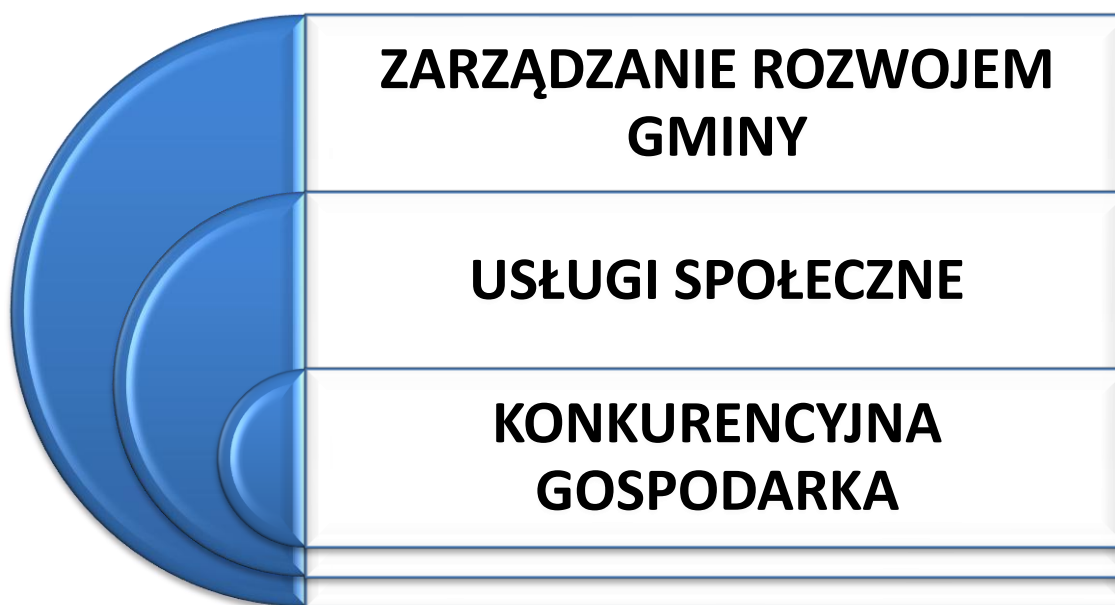 ZARZĄDZANIE ROZWOJEM
GMINY
USŁUGI SPOŁECZNE
KONKURENCYJNA
GOSPODARKA